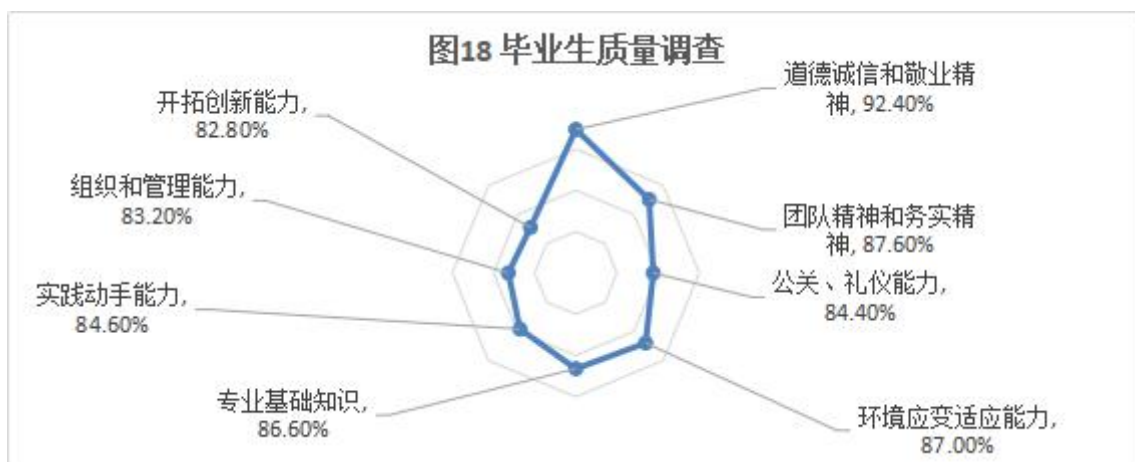 图18 毕业生质量调查
道德诚信和敬业精
神, 92.40%
团队精神和务实精
神, 87.60%
公关、礼仪能力,
84.40%
环境应变适应能力,
87.00%
专业基础知识,
86.60%
实践动手能力,
84.60%
组织和管理能力,
83.20%
开拓创新能力,
82.80%